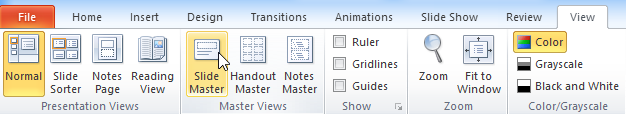 File Home Insert Design Transitions Animations Slide Show Review View
Normal Slide Sorter Notes Page Reading View Slide Master Handout Master Notes Master Ruler Gridlines Guides Zoom Fit to Window Color Grayscale Black and White
Presentation Views Master Views Show Zoom Color/Grayscale